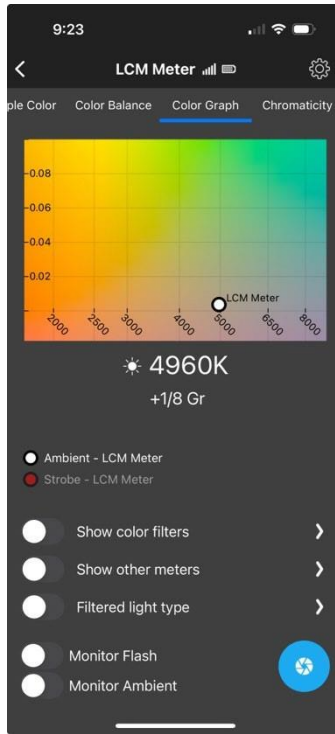 9:23
LCM Meter
ple Color Color Balance Color Graph Chromaticity
-0.08
-0.06
-0.04
-0.02
LCM Meter
2000 2500 3000 4000 5000 6500 8000
4960K
+1/8 Gr
Ambient - LCM Meter
Strobe - LCM Meter
Show color filters
Show other meters
Filtered light type
Monitor Flash
Monitor Ambient